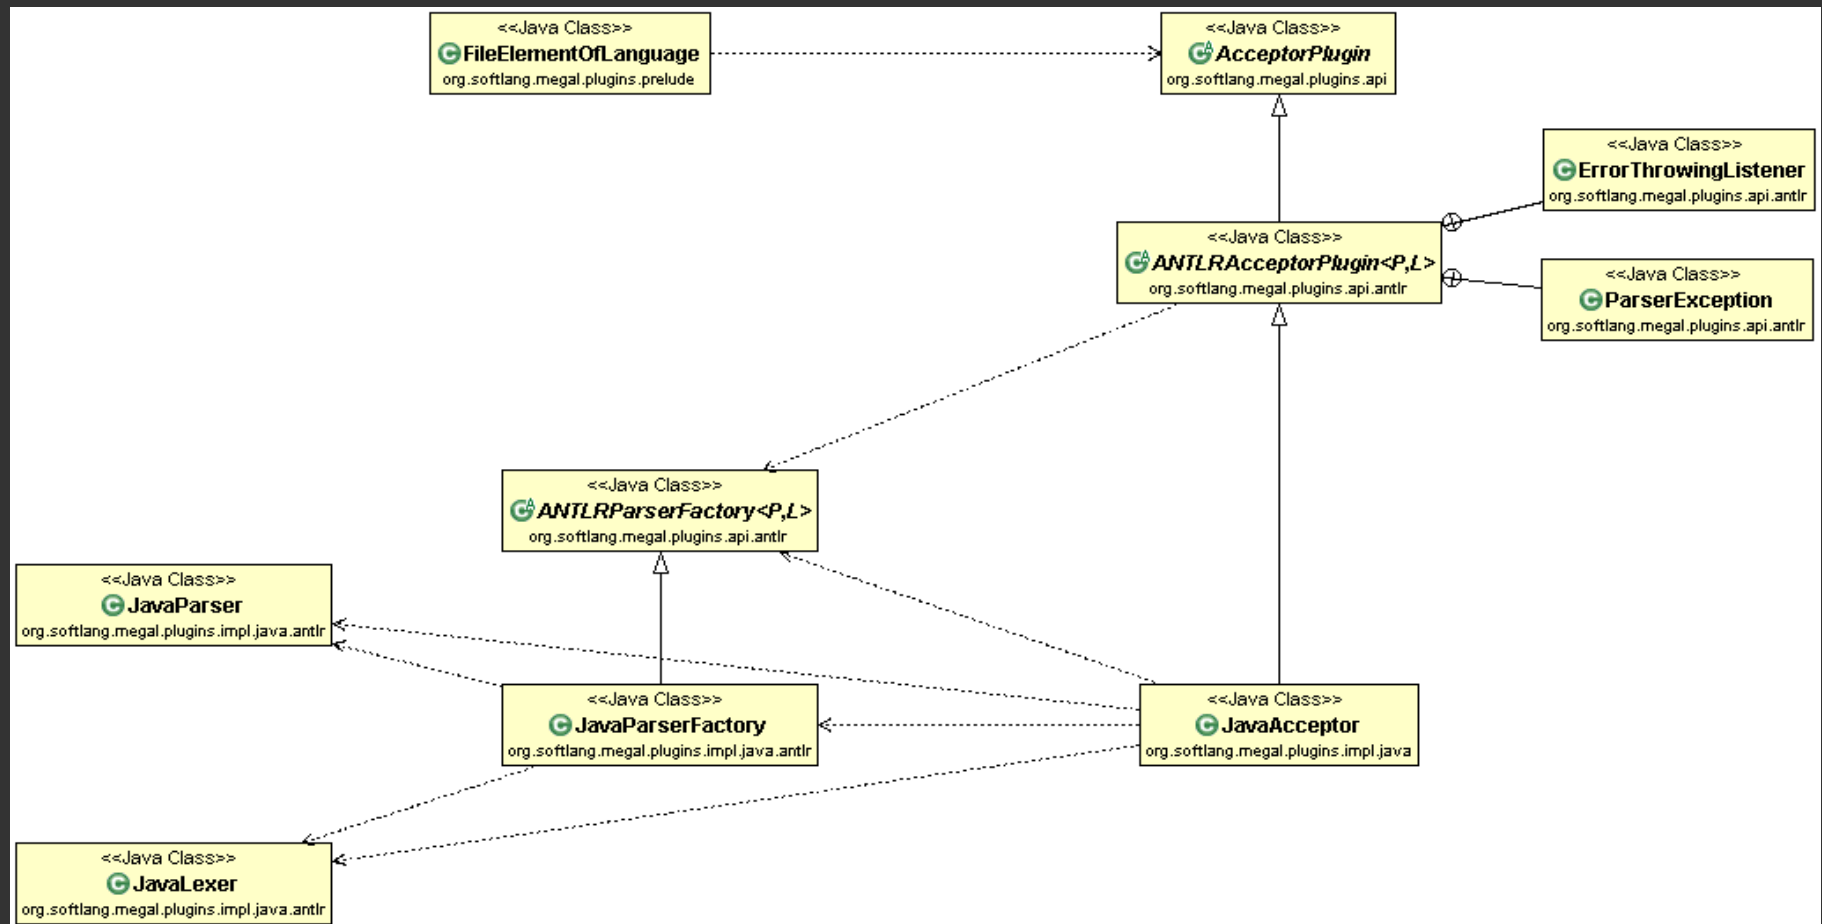 <<Java Class>>
FileElementOfLanguage
org.softlang.megal.plugins.prelude
<<Java Class>>
AcceptorPlugin
org.softlang.megal.plugins.api
<<Java Class>>
ErrorThrowingListener
org.softlang.megal.plugins.api.antlr
<<Java Class>>
ANTLRAcceptorPlugin<P,L>
org.softlang.megal.plugins.api.antlr
<<Java Class>>
ParserException
org.softlang.megal.plugins.api.antlr
<<Java Class>>
ANTLRParserFactory<P,L>
org.softlang.megal.plugins.api.antlr
<<Java Class>>
JavaParser
org.softlang.megal.plugins.impl.java.antlr
<<Java Class>>
JavaParserFactory
org.softlang.megal.plugins.impl.java.antlr
<<Java Class>>
JavaAcceptor
org.softlang.megal.plugins.impl.java
<<Java Class>>
JavaLexer
org.softlang.megal.plugins.impl.java.antlr